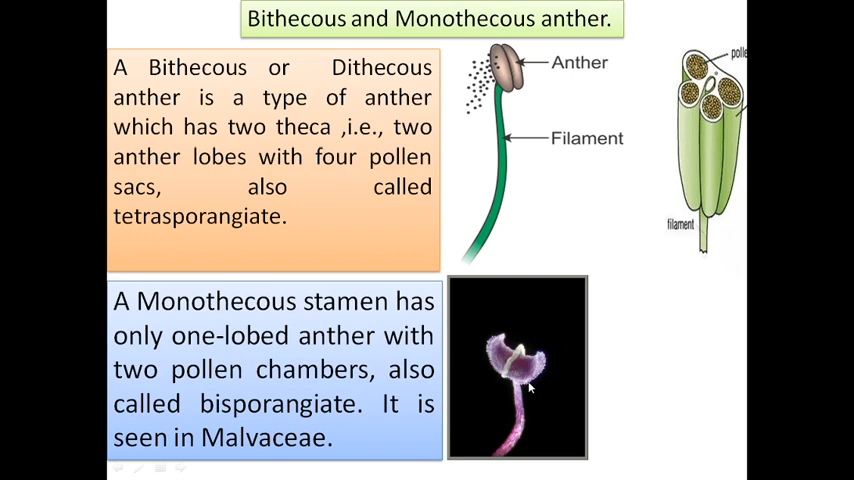 Bithecous and Monothecous anther.
A Bithecous or Dithecous
anther is a type of anther
which has two theca ,i.e., two
anther lobes with four pollen
sacs, also called
tetrasporangiate.
Anther
Filament
polle
filament
A Monothecous stamen has
only one-lobed anther with
two pollen chambers, also
called bisporangiate. It is
seen in Malvaceae.